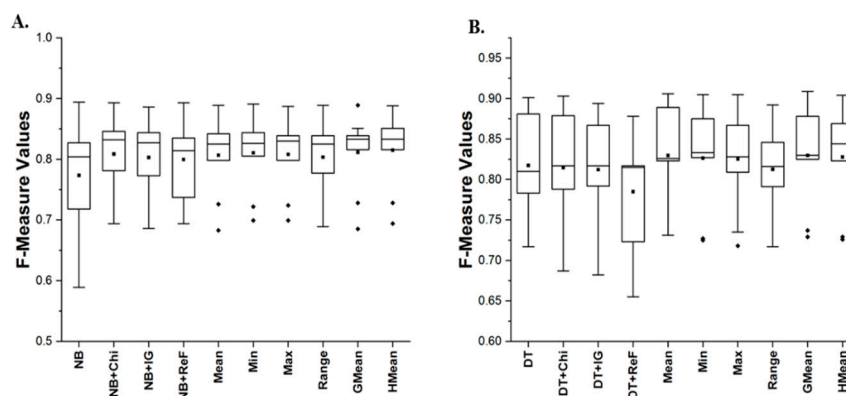 A.
F-Measure Values
1.0
0.9
0.8
0.7
0.6
0.5
NB
NB+Chi
NB+IG
NB+ReF
Mean
Min
Max
Range
GMean
HMean
B.
F-Measure Values
0.95
0.90
0.85
0.80
0.75
0.70
0.65
0.60
DT
DT+Chi
DT+IG
DT+ReF
Mean
Min
Max
Range
GMean
HMean